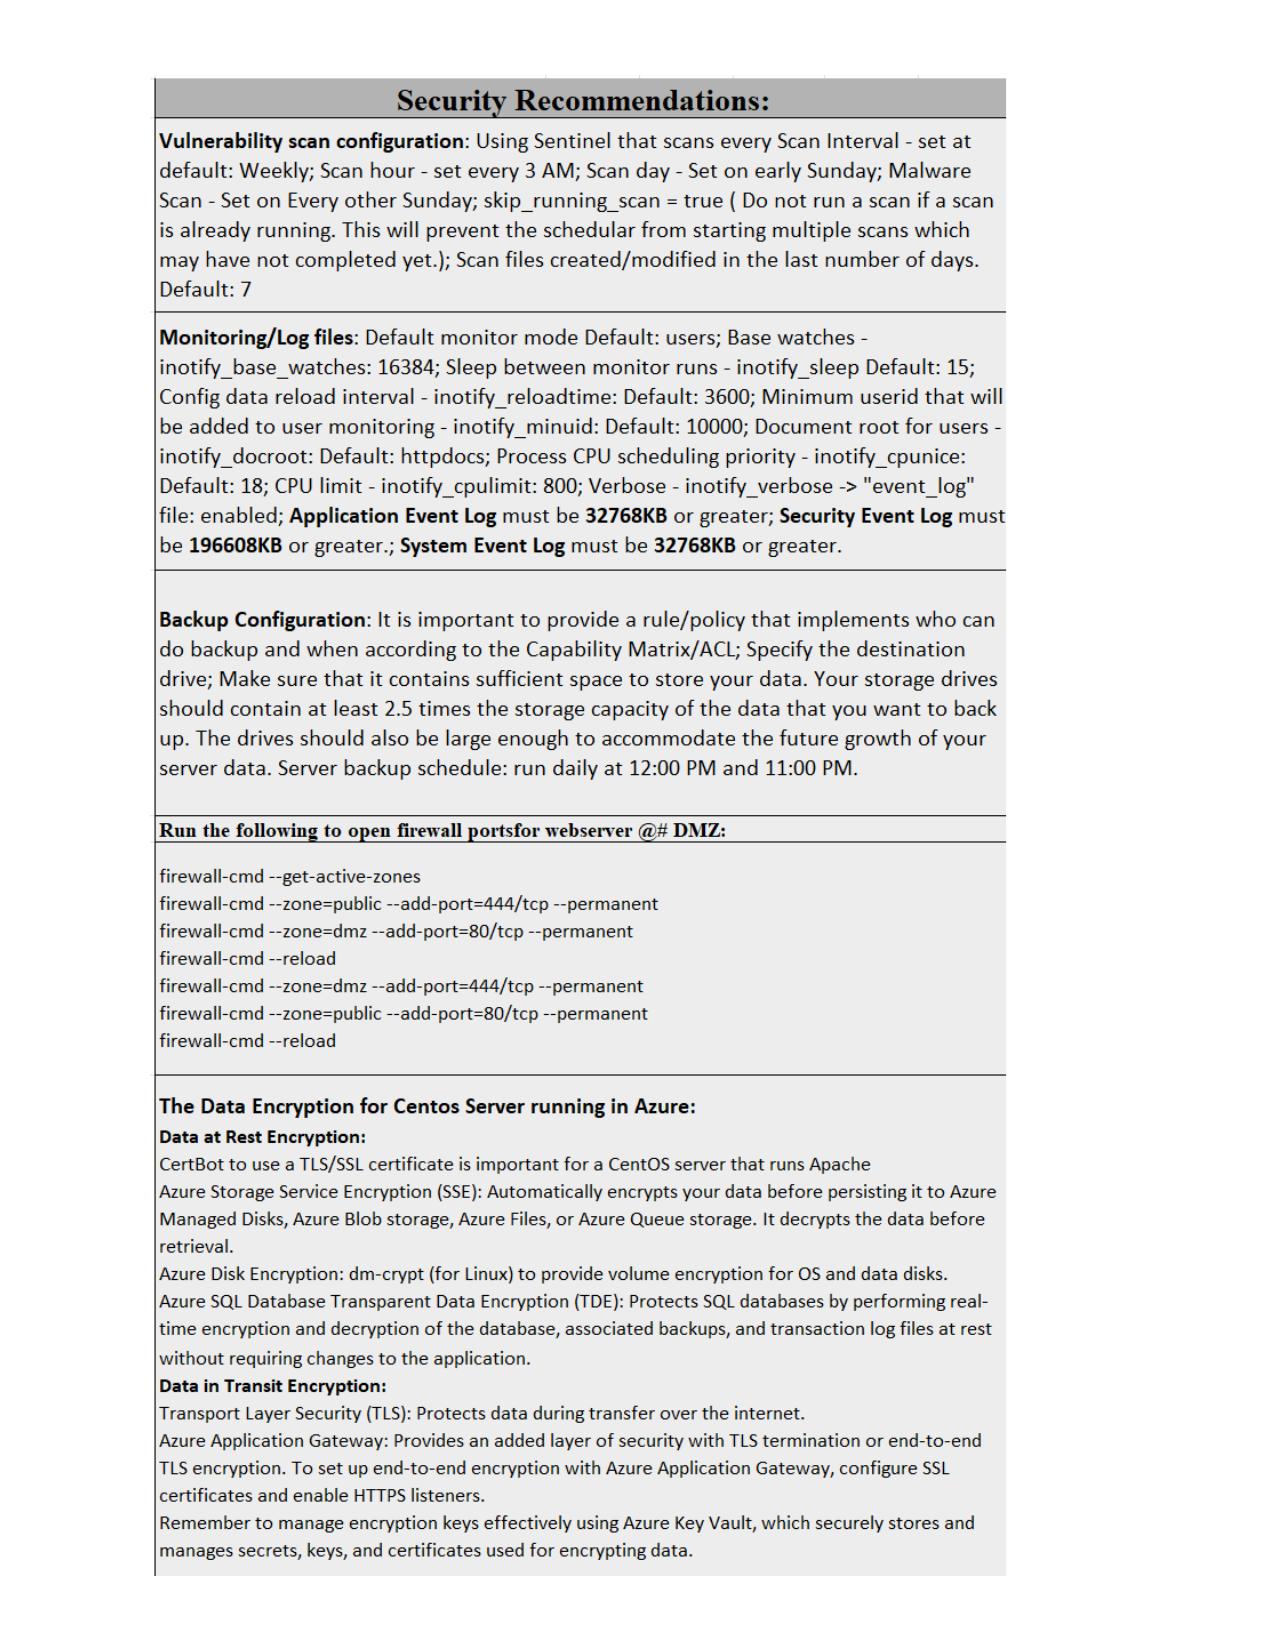 Security Recommendations:
Vulnerability scan configuration: Using Sentinel that scans every Scan Interval - set at
default: Weekly; Scan hour - set every 3 AM; Scan day - Set on early Sunday; Malware
Scan - Set on Every other Sunday; skip_running_scan = true ( Do not run a scan if a scan
is already running. This will prevent the schedular from starting multiple scans which
may have not completed yet.); Scan files created/modified in the last number of days.
Default: 7
Monitoring/Log files: Default monitor mode Default: users; Base watches -
inotify_base_watches: 16384; Sleep between monitor runs - inotify_sleep Default: 15;
Config data reload interval - inotify_reloadtime: Default: 3600; Minimum userid that will
be added to user monitoring - inotify_minuid: Default: 10000; Document root for users -
inotify_docroot: Default: httpdocs; Process CPU scheduling priority - inotify_cpunice:
Default: 18; CPU limit - inotify_cpulimit: 800; Verbose - inotify_verbose -> "event_log"
file: enabled; Application Event Log must be 32768KB or greater; Security Event Log must
be 196608KB or greater.; System Event Log must be 32768KB or greater.
Backup Configuration: It is important to provide a rule/policy that implements who can
do backup and when according to the Capability Matrix/ACL; Specify the destination
drive; Make sure that it contains sufficient space to store your data. Your storage drives
should contain at least 2.5 times the storage capacity of the data that you want to back
up. The drives should also be large enough to accommodate the future growth of your
server data. Server backup schedule: run daily at 12:00 PM and 11:00 PM.
Run the following to open firewall portsfor webserver @# DMZ:
firewall-cmd --get-active-zones
firewall-cmd --zone=public --add-port=444/tcp --permanent
firewall-cmd --zone=dmz --add-port=80/tcp --permanent
firewall-cmd --reload
firewall-cmd --zone=dmz --add-port=444/tcp --permanent
firewall-cmd --zone=public --add-port=80/tcp --permanent
firewall-cmd --reload
The Data Encryption for Centos Server running in Azure:
Data at Rest Encryption:
CertBot to use a TLS/SSL certificate is important for a CentOS server that runs Apache
Azure Storage Service Encryption (SSE): Automatically encrypts your data before persisting it to Azure
Managed Disks, Azure Blob storage, Azure Files, or Azure Queue storage. It decrypts the data before
retrieval.
Azure Disk Encryption: dm-crypt (for Linux) to provide volume encryption for OS and data disks.
Azure SQL Database Transparent Data Encryption (TDE): Protects SQL databases by performing real-
time encryption and decryption of the database, associated backups, and transaction log files at rest
without requiring changes to the application.
Data in Transit Encryption:
Transport Layer Security (TLS): Protects data during transfer over the internet.
Azure Application Gateway: Provides an added layer of security with TLS termination or end-to-end
TLS encryption. To set up end-to-end encryption with Azure Application Gateway, configure SSL
certificates and enable HTTPS listeners.
Remember to manage encryption keys effectively using Azure Key Vault, which securely stores and
manages secrets, keys, and certificates used for encrypting data.